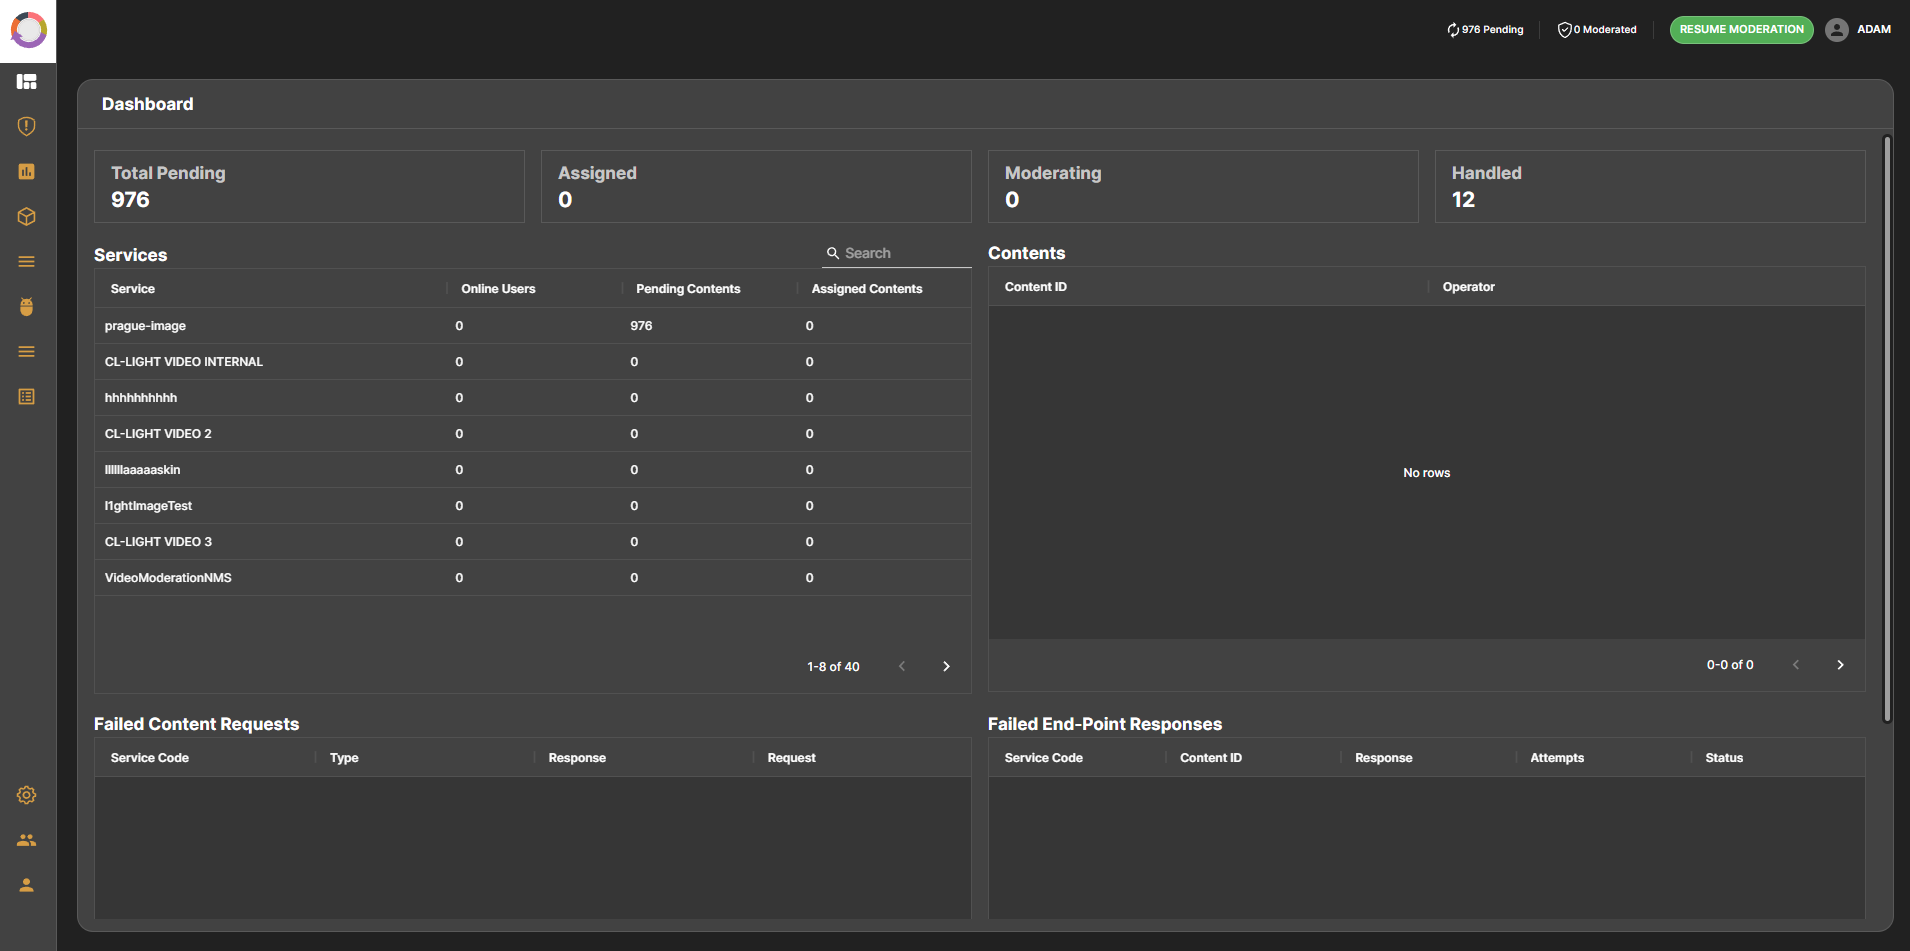 976 Pending
0 Moderated
RESUME MODERATION
ADAM
Dashboard
Total Pending
976
Assigned
0
Moderating
0
Handled
12
Services
Search
Service Online Users Pending Contents Assigned Contents
prague-image 0 976 0
CL-LIGHT VIDEO INTERNAL 0 0 0
hhhhhhhhhh 0 0 0
CL-LIGHT VIDEO 2 0 0 0
0 0 0
l1ghtImageTest 0 0 0
CL-LIGHT VIDEO 3 0 0 0
VideoModerationNMS 0 0 0
1-8 of 40
Contents
Content ID Operator
No rows
0-0 of 0
Failed Content Requests
Service Code Type Response Request
Failed End-Point Responses
Service Code Content ID Response Attempts Status